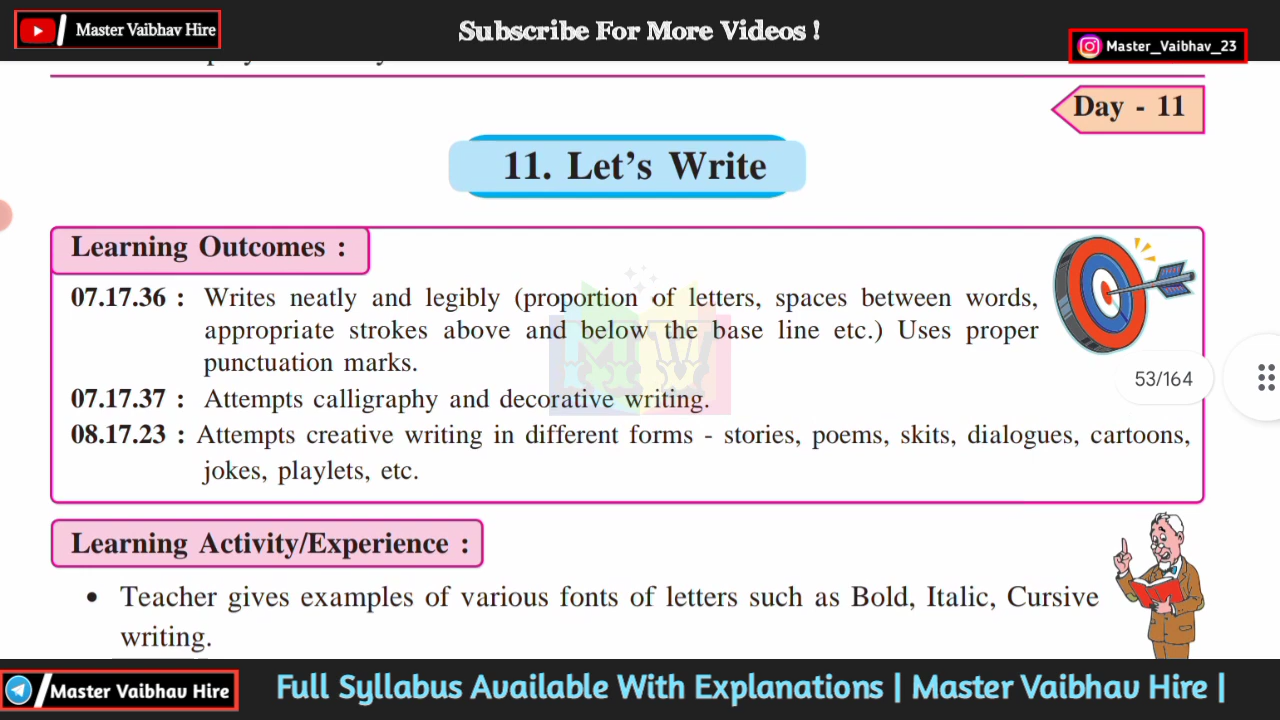 Master Vaibhav Hire
Subscribe For More Videos !
Master_Vaibhav_23
Day - 11
11. Let's Write
Learning Outcomes :
07.17.36 : Writes neatly and legibly (proportion of letters, spaces between words,
appropriate strokes above and below the base line etc.) Uses proper
punctuation marks.
53/164
07.17.37 : Attempts calligraphy and decorative writing.
08.17.23 : Attempts creative writing in different forms - stories, poems, skits, dialogues, cartoons,
jokes, playlets, etc.
Learning Activity/Experience :
• Teacher gives examples of various fonts of letters such as Bold, Italic, Cursive
writing.
Master Vaibhav Hire
Full Syllabus Available With Explanations | Master Vaibhav Hire |
MW